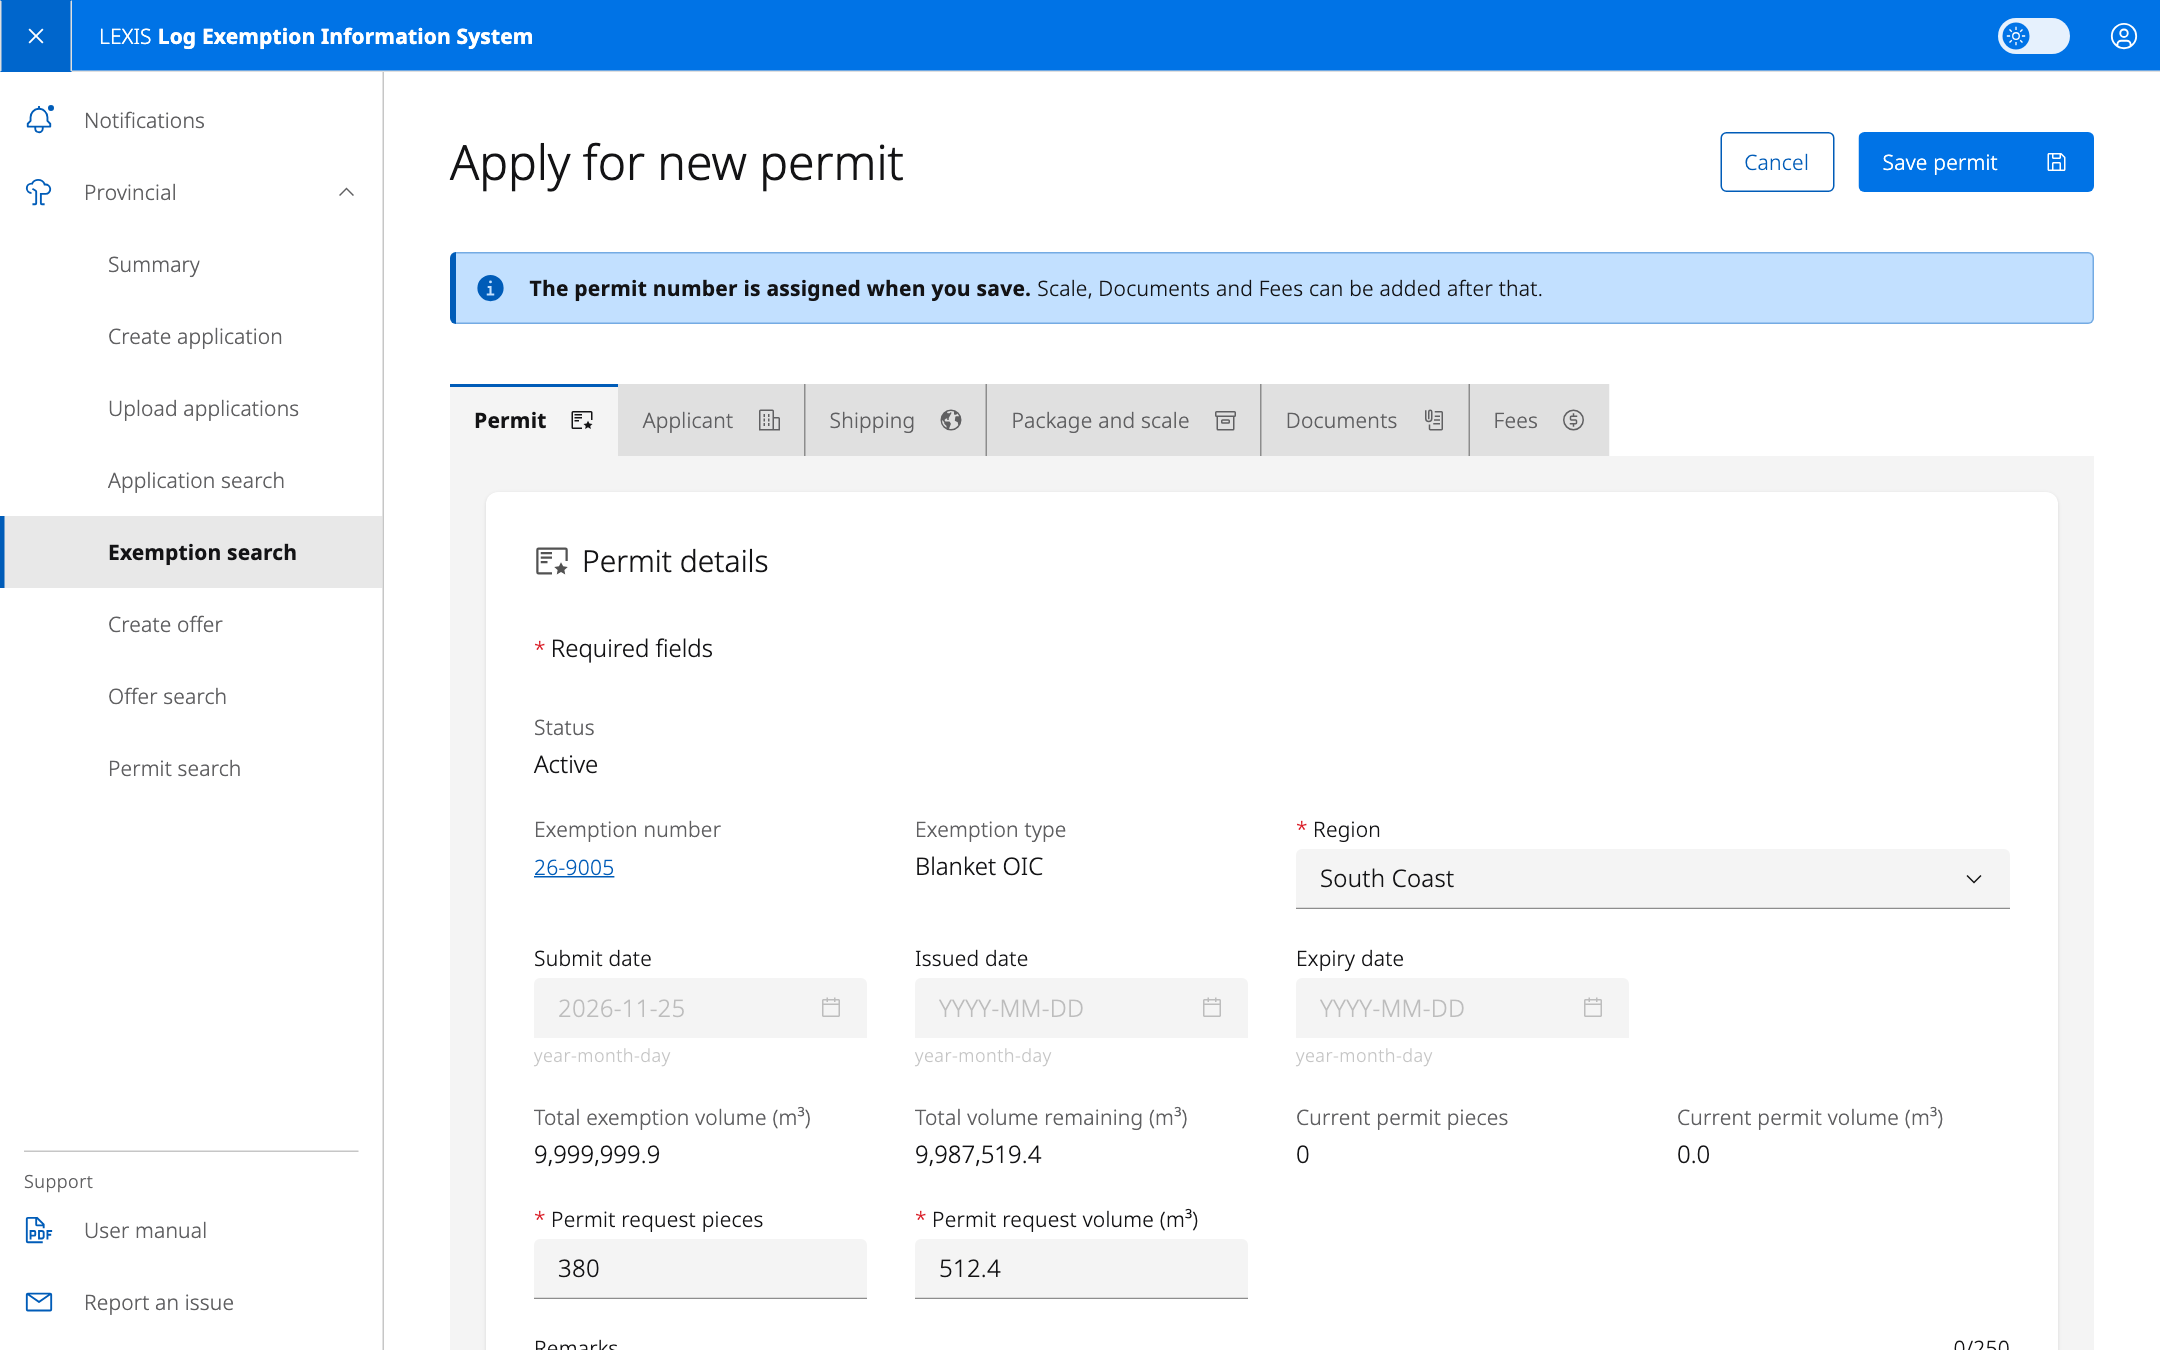 LEXIS Log Exemption Information System
Notifications
Provincial
Summary
Create application
Upload applications
Application search
Exemption search
Create offer
Offer search
Permit search
Support
PDF
User manual
Report an issue
Apply for new permit
Cancel
Save permit
The permit number is assigned when you save. Scale, Documents and Fees can be added after that.
Permit
Applicant
Shipping
Package and scale
Documents
Fees
Permit details
* Required fields
Status
Active
Exemption number
26-9005
Exemption type
Blanket OIC
* Region
South Coast
Submit date
2026-11-25
year-month-day
Issued date
YYYY-MM-DD
year-month-day
Expiry date
YYYY-MM-DD
year-month-day
Total exemption volume (m³)
9,999,999.9
Total volume remaining (m³)
9,987,519.4
Current permit pieces
0
Current permit volume (m³)
0.0
* Permit request pieces
380
* Permit request volume (m³)
512.4
Remarks
0/250